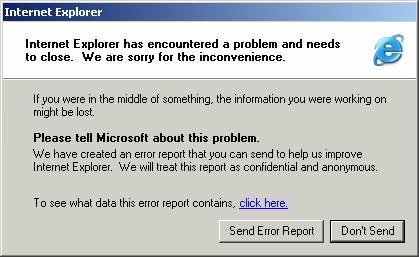 Internet Explorer
Internet Explorer has encountered a problem and needs
to close. We are sorry for the inconvenience.
If you were in the middle of something, the information you were working on
might be lost.
Please tell Microsoft about this problem.
We have created an error report that you can send to help us improve
Internet Explorer. We will treat this report as confidential and anonymous.
To see what data this error report contains, click here.
Send Error Report Don't Send